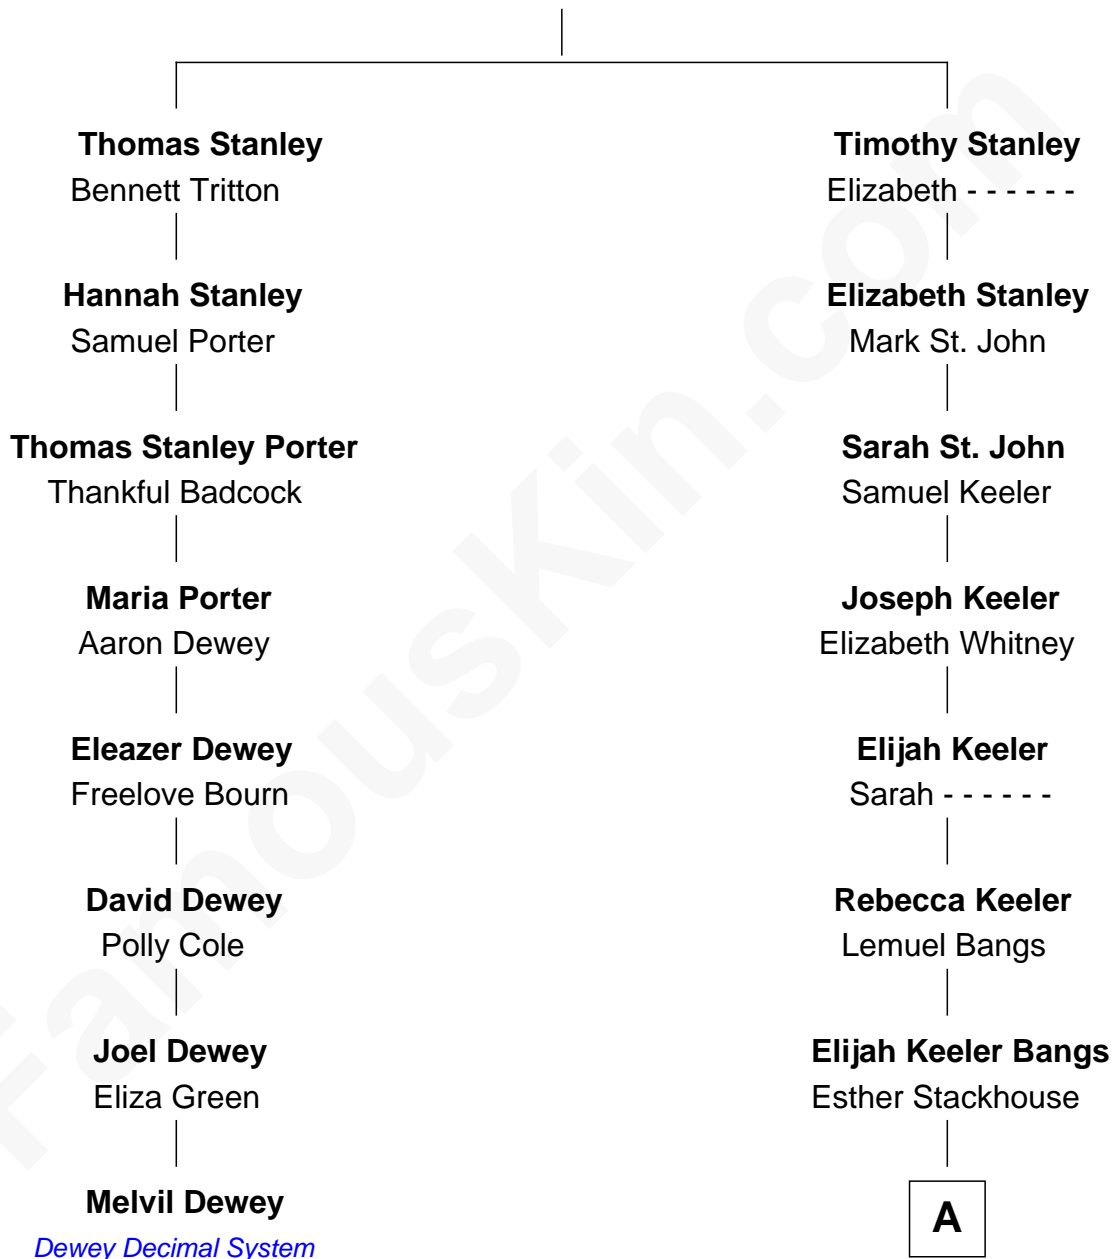 Thomas Stanley
Bennett Tritton
Hannah Stanley
Samuel Porter
Thomas Stanley Porter
Thankful Badcock
Maria Porter
Aaron Dewey
Eleazer Dewey
Freelove Bourn
David Dewey
Polly Cole
Joel Dewey
Eliza Green
Melvil Dewey
Dewey Decimal System
Timothy Stanley
Elizabeth - - - - - -
Elizabeth Stanley
Mark St. John
Sarah St. John
Samuel Keeler
Joseph Keeler
Elizabeth Whitney
Elijah Keeler
Sarah - - - - - -
Rebecca Keeler
Lemuel Bangs
Elijah Keeler Bangs
Esther Stackhouse
A
FamousKin.com